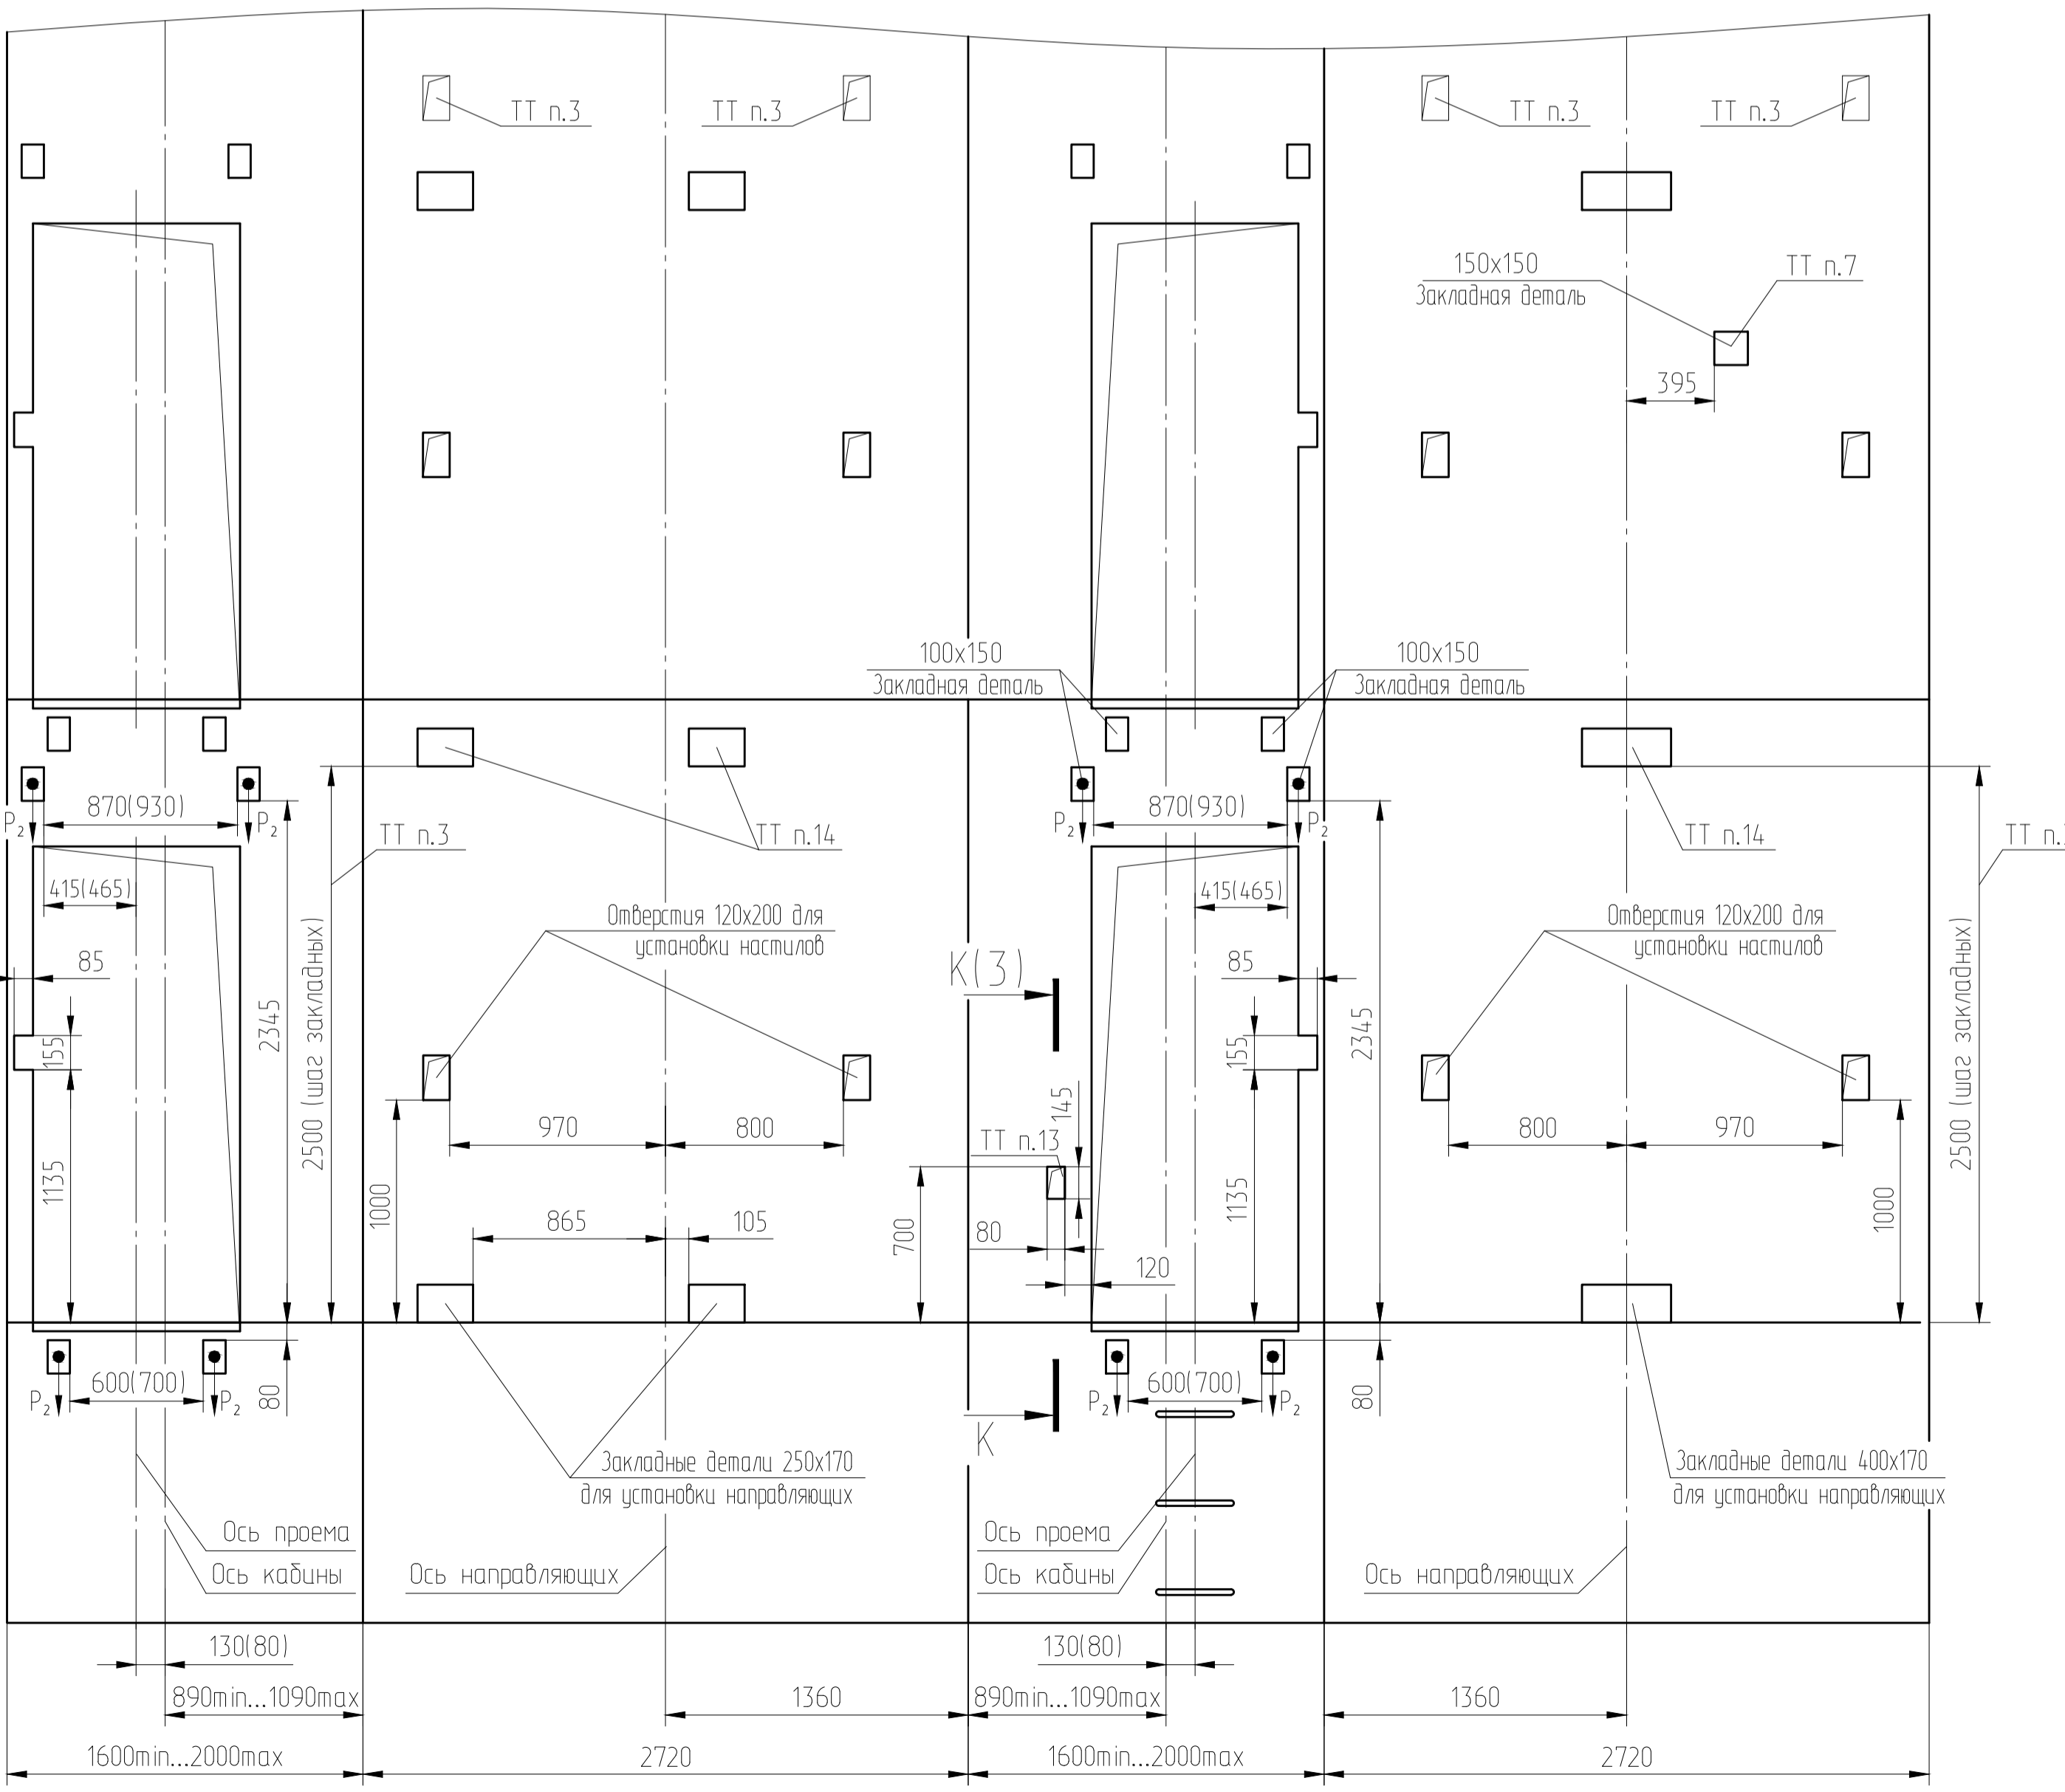 ТТ п.3
ТТ п.3
ТТ п.3
ТТ п.3
150х150
Закладная деталь
ТТ п.7
395
100х150
Закладная деталь
100х150
Закладная деталь
870(930)
P₂
P₂
ТТ п.3
ТТ п.14
870(930)
P₂
P₂
ТТ п.14
ТТ п.
415(465)
415(465)
Отверстия 120х200 для
установки настилов
Отверстия 120х200 для
установки настилов
85
К(3)
85
2345
2500 (шаг закладных)
2345
2500 (шаг закладных)
155
155
145
970
800
800
970
ТТ п.13
1135
1000
700
1135
1000
865
105
80
120
600(700)
P₂
P₂
80
600(700)
P₂
P₂
80
К
Закладные детали 250х170
для установки направляющих
Закладные детали 400х170
для установки направляющих
Ось проема
Ось кабины
Ось направляющих
Ось проема
Ось кабины
Ось направляющих
130(80)
130(80)
890min...1090max
1360
890min...1090max
1360
1600min...2000max
2720
1600min...2000max
2720